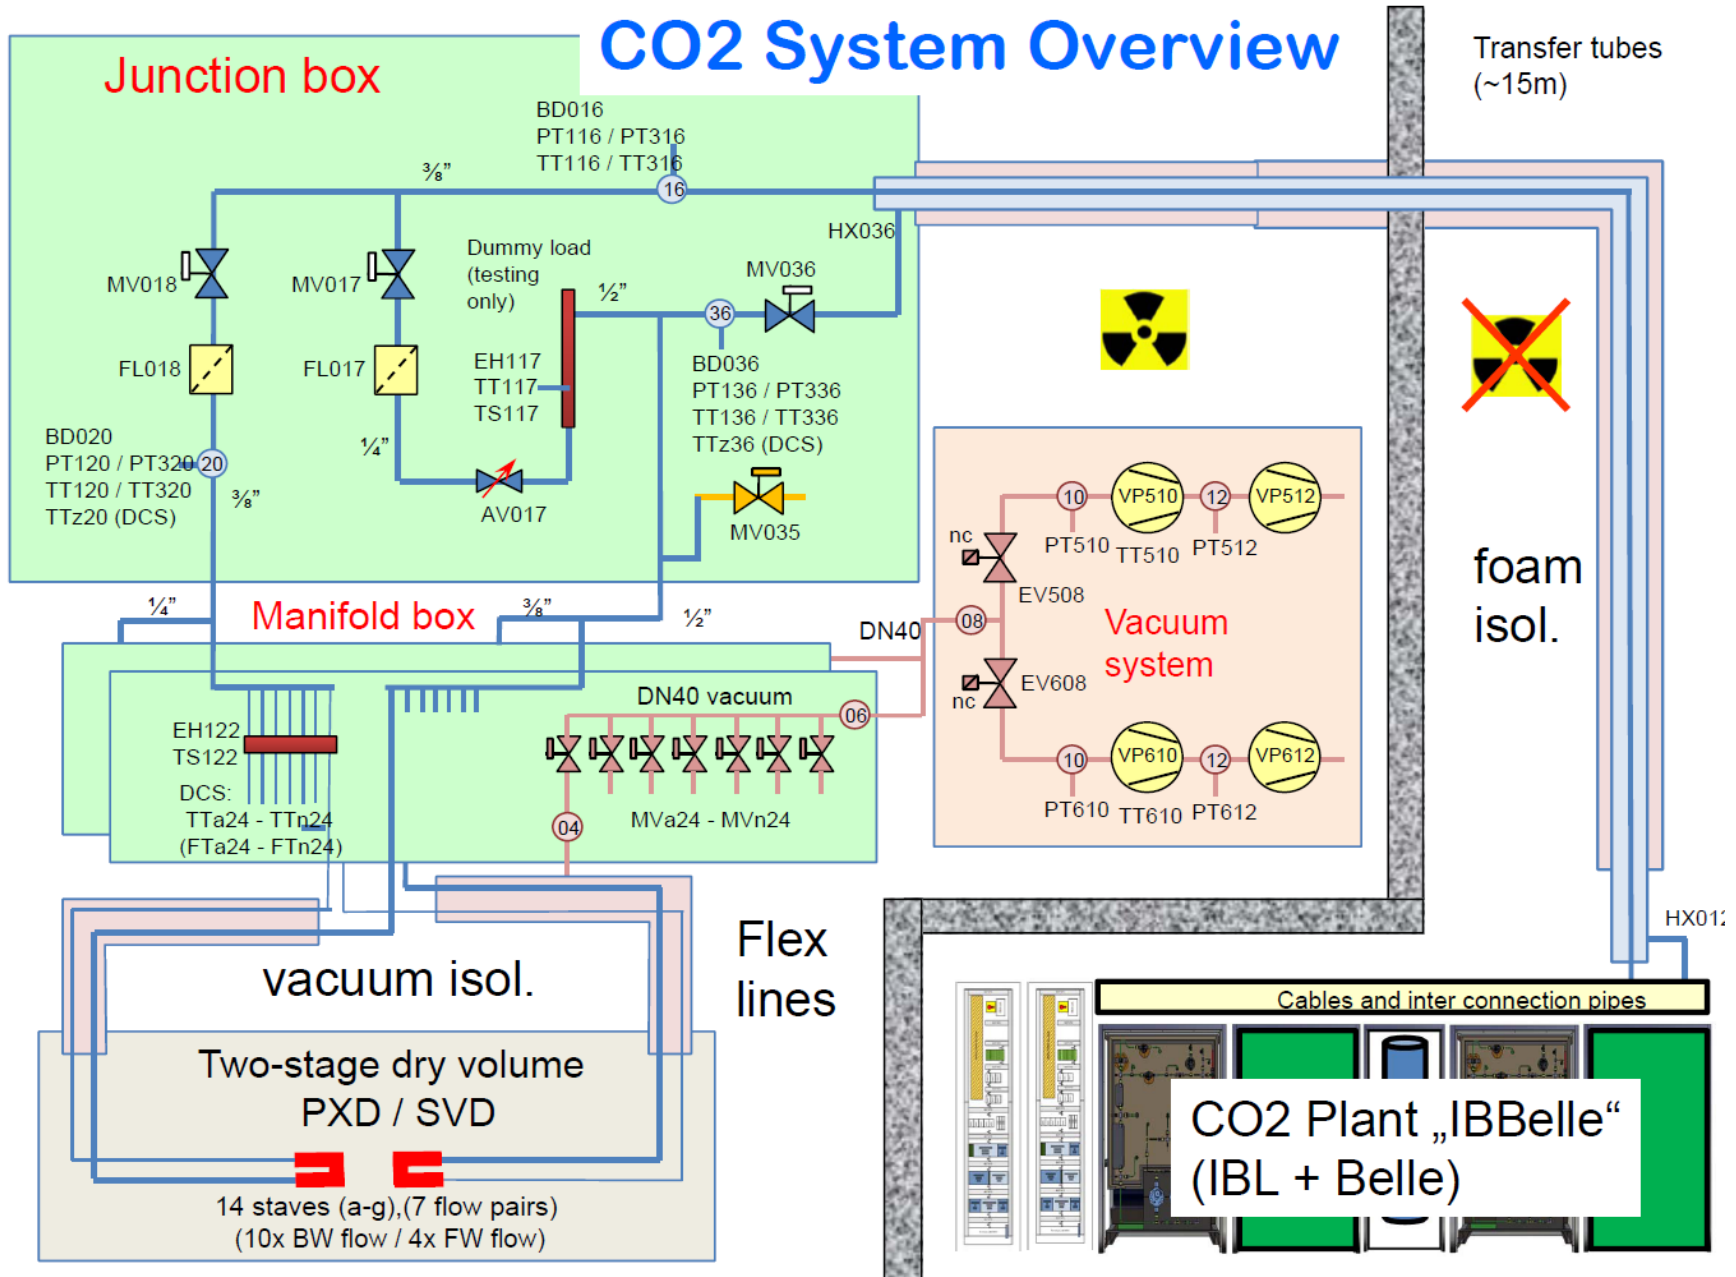 CO2 System Overview
Transfer tubes
(~15m)
Junction box
BD016
PT116 / PT316
TT116 / TT316
⅜”
16
HX036
Dummy load
(testing
only)
MV018
MV017
½”
MV036
36
FL018
FL017
EH117
TT117
TS117
BD036
PT136 / PT336
TT136 / TT336
TTz36 (DCS)
BD020
PT120 / PT320
TT120 / TT320
TTz20 (DCS)
20
¼”
⅜”
AV017
MV035
10
VP510
12
VP512
nc
PT510
TT510
PT512
EV508
foam
isol.
¼”
Manifold box
⅜”
½”
DN40
08
Vacuum
system
EV608
nc
DN40 vacuum
06
EH122
TS122
10
VP610
12
VP612
DCS:
TTa24 - TTn24
(FTa24 - FTn24)
04
MVa24 - MVn24
PT610
TT610
PT612
Flex
lines
HX012
vacuum isol.
Cables and inter connection pipes
Two-stage dry volume
PXD / SVD
CO2 Plant „IBBelle“
(IBL + Belle)
14 staves (a-g),(7 flow pairs)
(10x BW flow / 4x FW flow)